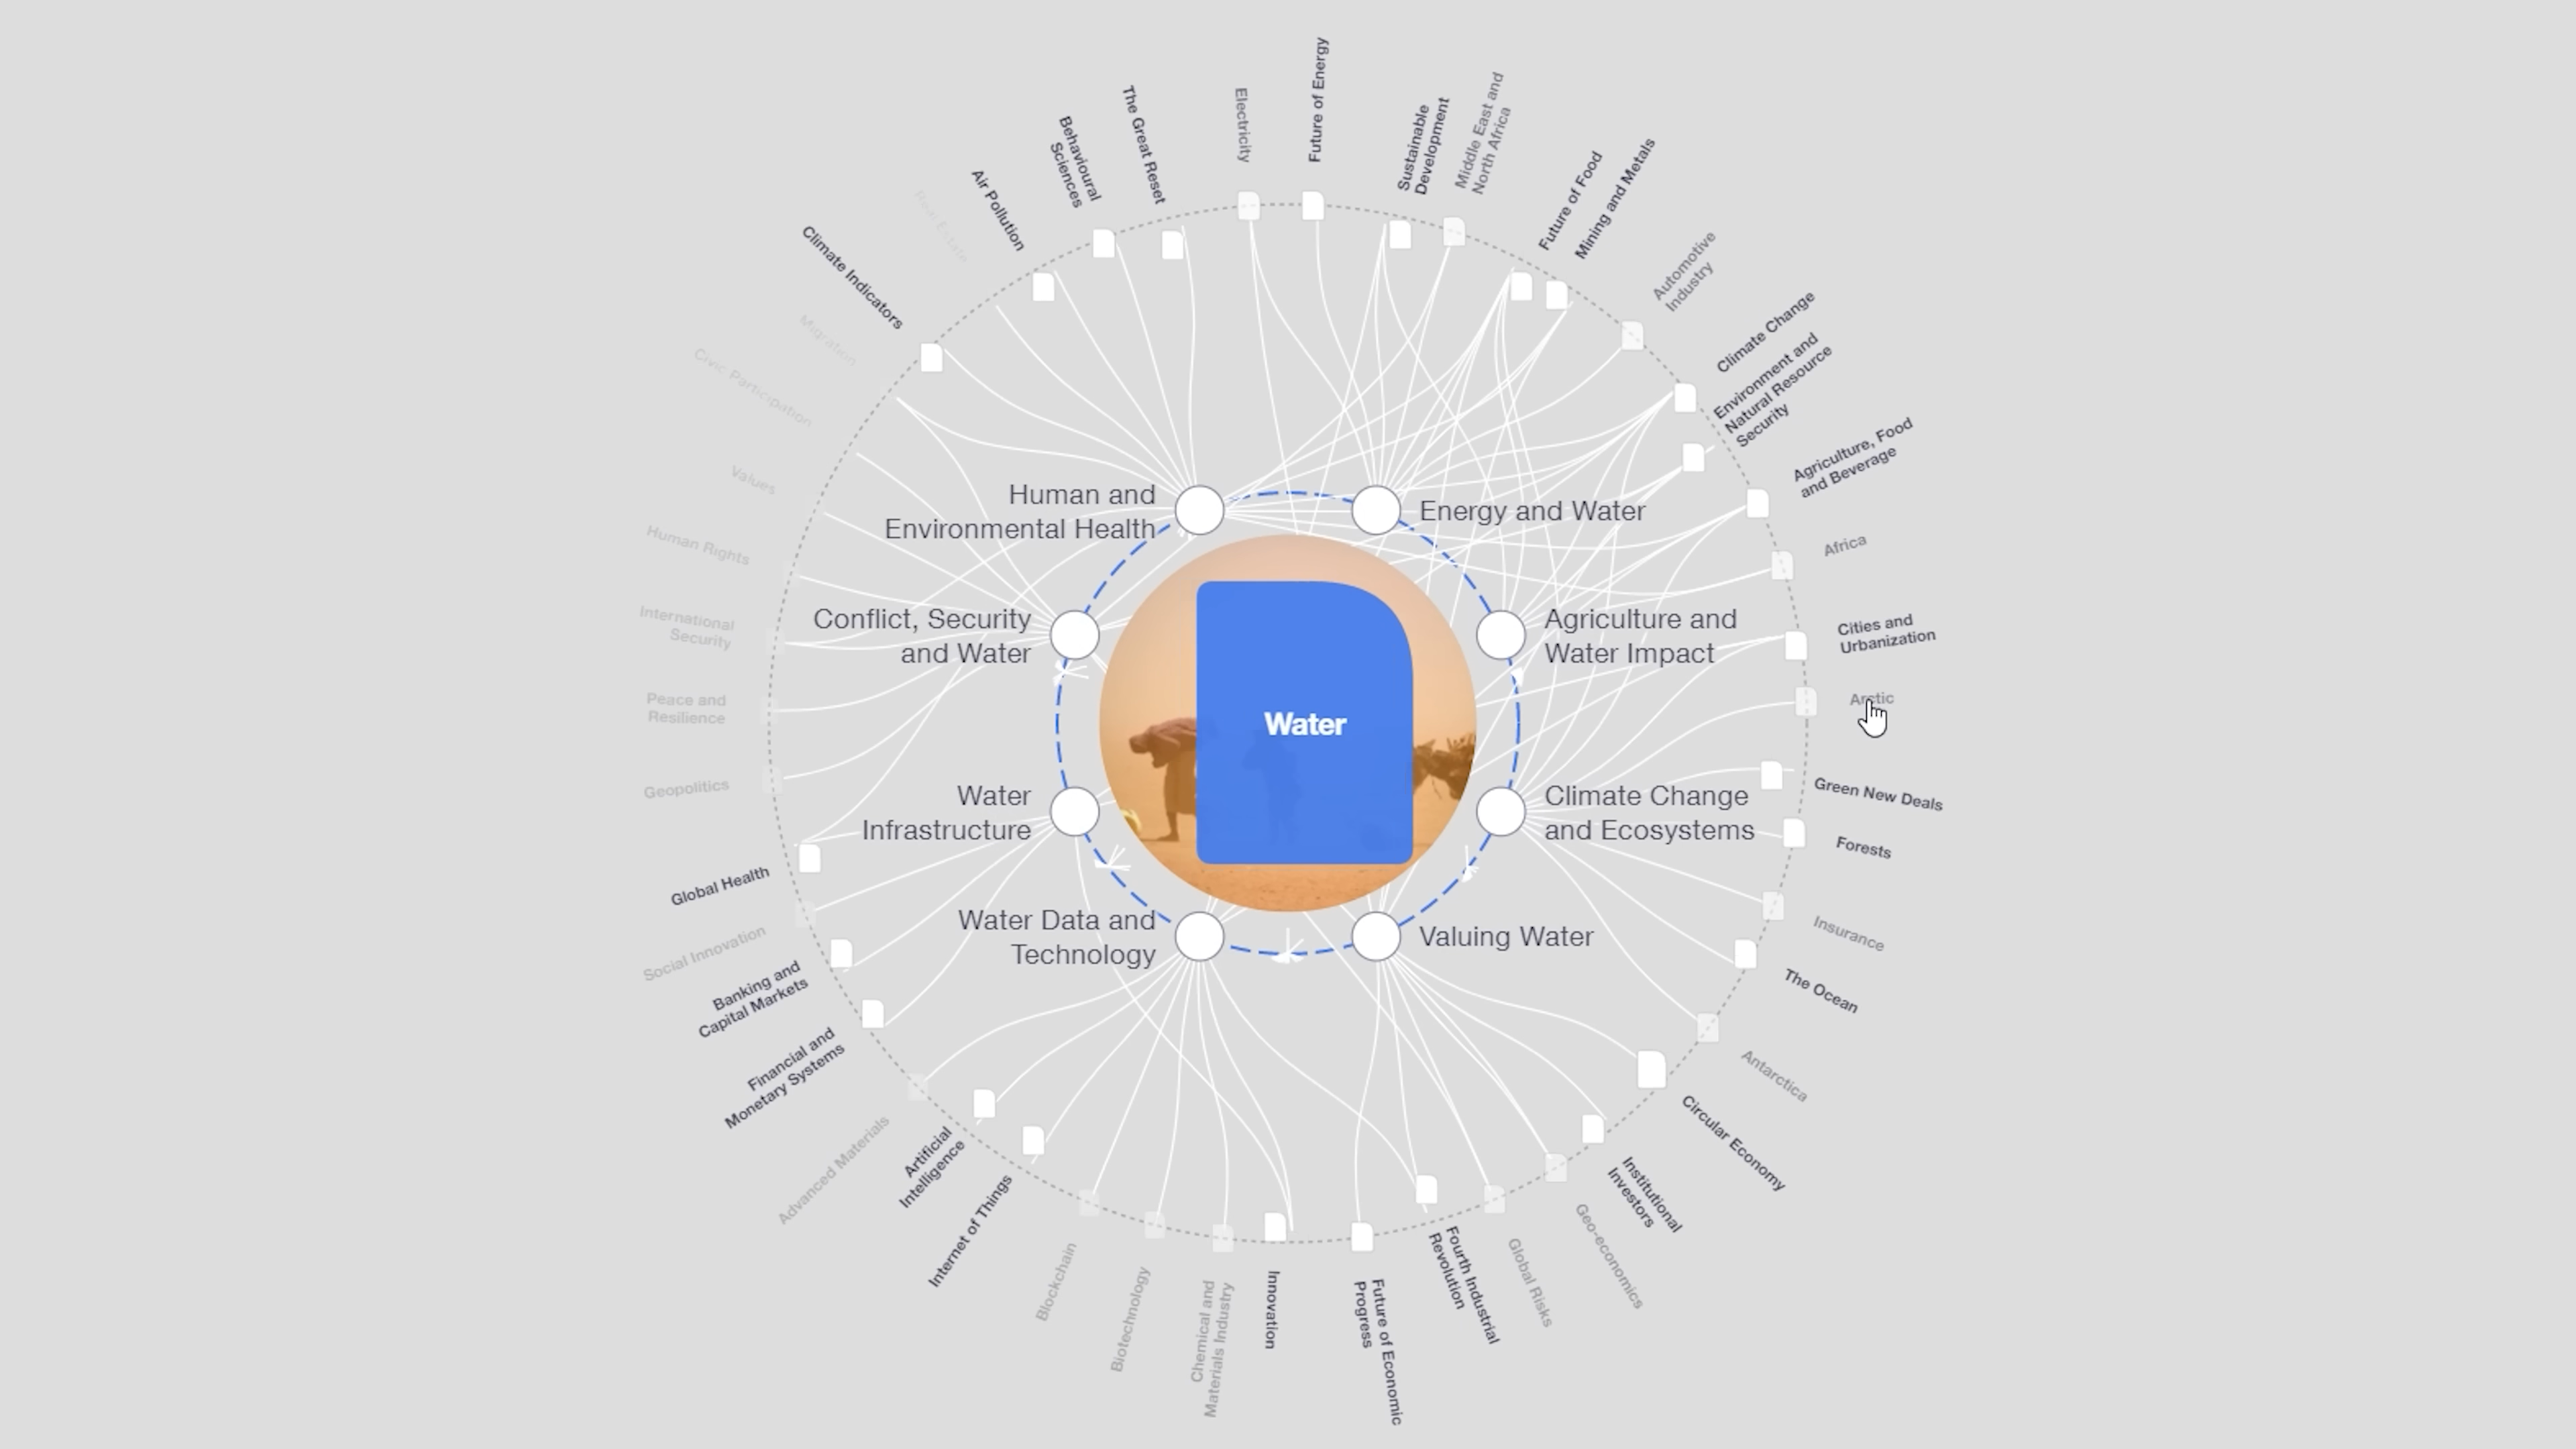 Water
Human and
Environmental Health
Energy and Water
Conflict, Security
and Water
Agriculture and
Water Impact
Water
Infrastructure
Climate Change
and Ecosystems
Water Data and
Technology
Valuing Water
Electricity
Future of Energy
Sustainable
Development
Middle East and
North Africa
Future of Food
Mining and Metals
Automotive
Industry
Climate Change
Environment and
Natural Resource
Security
Agriculture, Food
and Beverage
Africa
Cities and
Urbanization
Arctic
Green New Deals
Forests
Insurance
The Ocean
Antarctica
Circular Economy
Institutional
Investors
Geo-economics
Global Risks
Fourth Industrial
Revolution
Future of Economic
Progress
Innovation
Chemical and
Materials Industry
Biotechnology
Blockchain
Internet of Things
Artificial
Intelligence
Advanced Materials
Financial and
Monetary Systems
Banking and
Capital Markets
Social Innovation
Global Health
Geopolitics
Peace and
Resilience
International
Security
Human Rights
Values
Civic Participation
Migration
Climate Indicators
Real Estate
Air Pollution
Behavioural
Sciences
The Great Reset